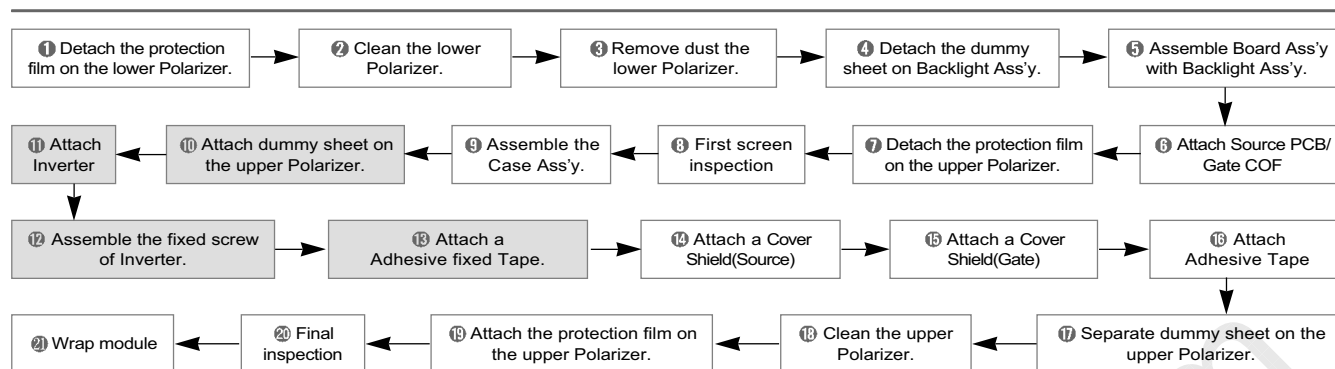 ❶ Detach the protection
film on the lower Polarizer.
❷ Clean the lower
Polarizer.
❸ Remove dust the
lower Polarizer.
❹ Detach the dummy
sheet on Backlight Ass’y.
❺ Assemble Board Ass’y
with Backlight Ass’y.
❻ Attach Source PCB/
Gate COF
❼ Detach the protection film
on the upper Polarizer.
❽ First screen
inspection
❾ Assemble the
Case Ass’y.
❿ Attach dummy sheet on
the upper Polarizer.
⓫ Attach
Inverter
⓬ Assemble the fixed screw
of Inverter.
⓭ Attach a
Adhesive fixed Tape.
⓮ Attach a Cover
Shield(Source)
⓯ Attach a Cover
Shield(Gate)
⓰ Attach
Adhesive Tape
⓱ Separate dummy sheet on the
upper Polarizer.
⓲ Clean the upper
Polarizer.
⓳ Attach the protection film on
the upper Polarizer.
⓴ Final
inspection
㉑ Wrap module